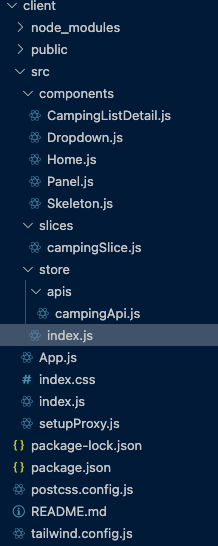 client
node_modules
public
src
components
CampingListDetail.js
Dropdown.js
Home.js
Panel.js
Skeleton.js
slices
campingSlice.js
store
apis
campingApi.js
index.js
App.js
# index.css
index.js
setupProxy.js
{} package-lock.json
{} package.json
postcss.config.js
README.md
tailwind.config.js